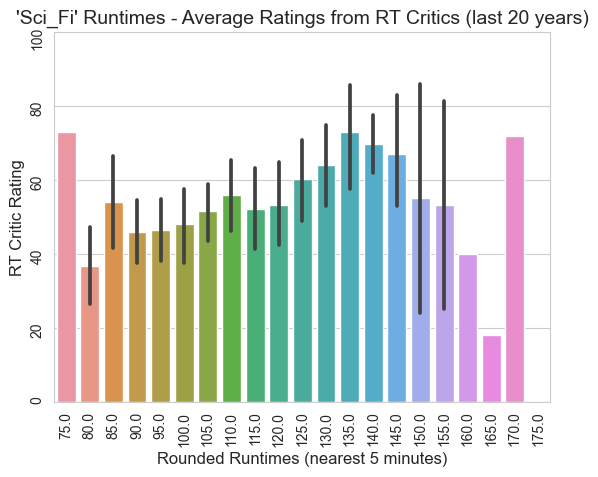 'Sci_Fi' Runtimes - Average Ratings from RT Critics (last 20 years)
100
80
60
40
20
0
RT Critic Rating
75.0 80.0 85.0 90.0 95.0 100.0 105.0 110.0 115.0 120.0 125.0 130.0 135.0 140.0 145.0 150.0 155.0 160.0 165.0 170.0 175.0
Rounded Runtimes (nearest 5 minutes)